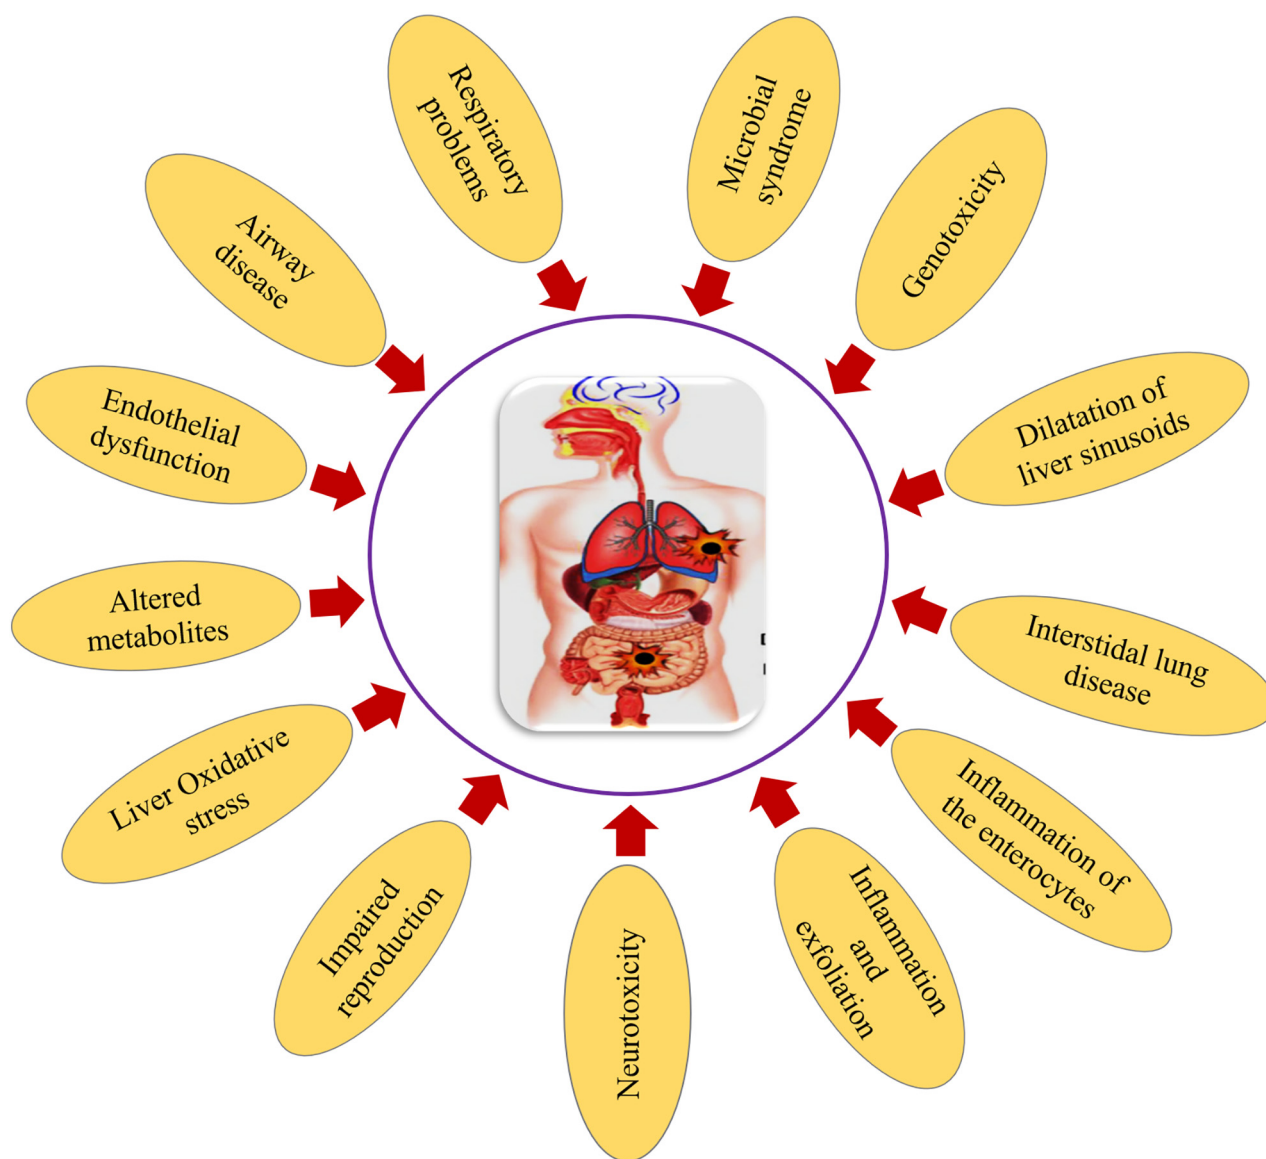 Respiratory
problems
Microbial
syndrome
Genotoxicity
Dilatation of
liver sinusoids
Interstidal lung
disease
Inflammation of
the enterocytes
Inflammation
and
exfoliation
Neurotoxicity
Impaired
reproduction
Liver Oxidative
stress
Altered
metabolites
Endothelial
dysfunction
Airway
disease